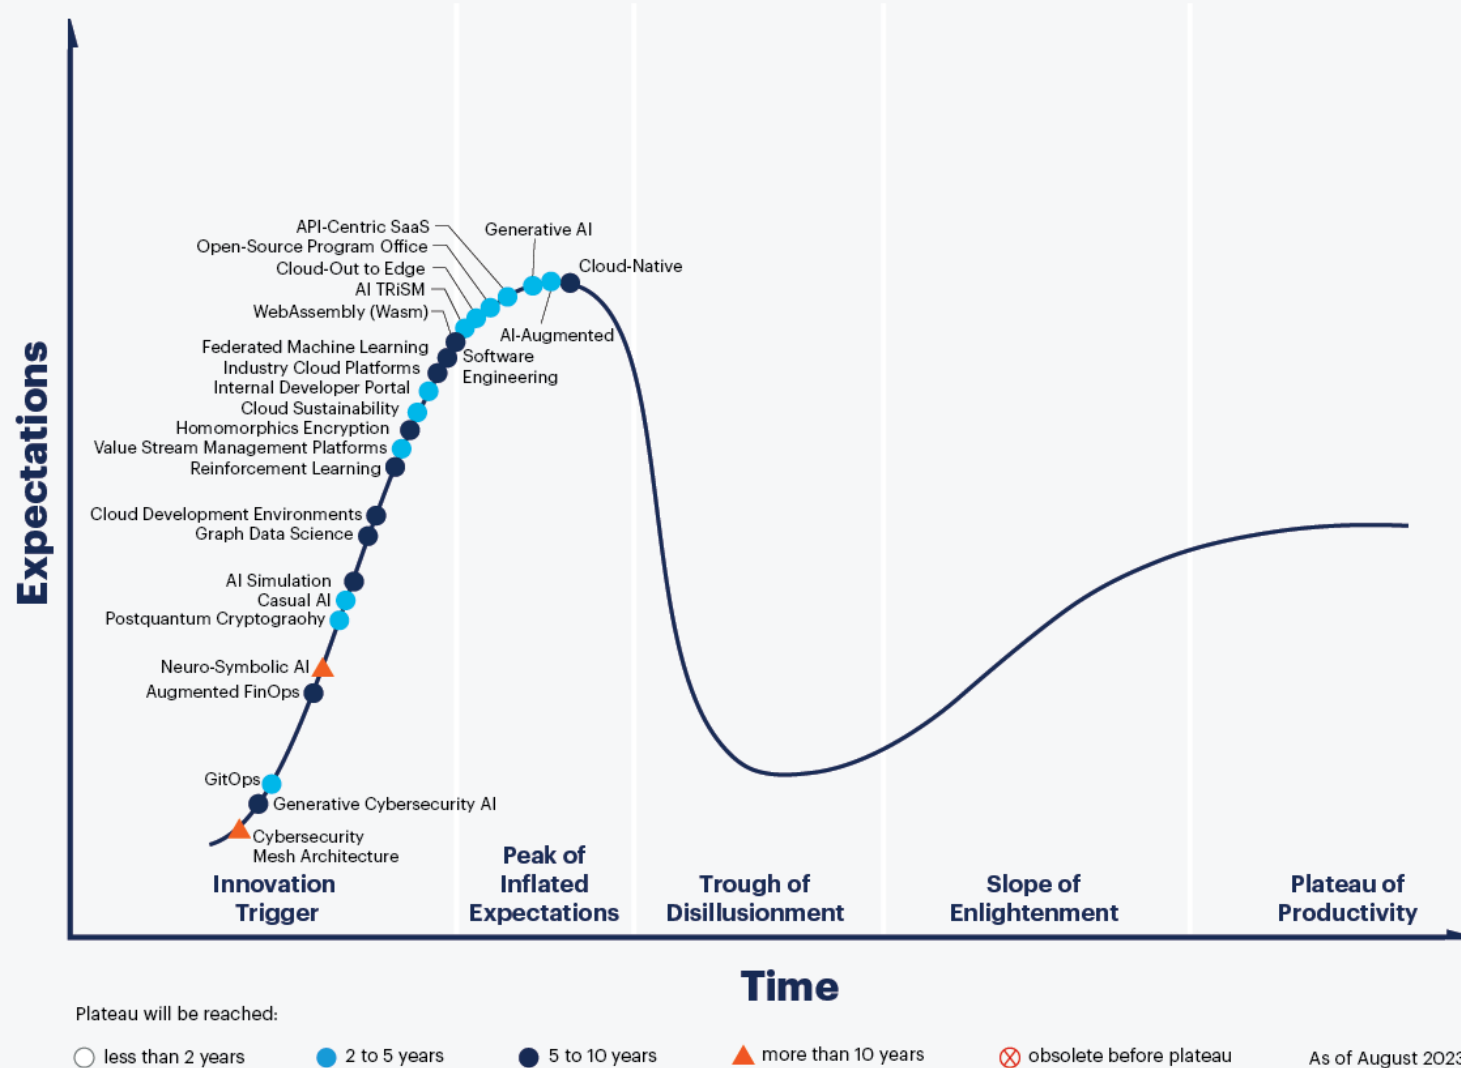 API-Centric SaaS
Generative AI
Open-Source Program Office
Cloud-Native
Cloud-Out to Edge
AI TRiSM
WebAssembly (Wasm)
AI-Augmented
Software
Engineering
Federated Machine Learning
Industry Cloud Platforms
Internal Developer Portal
Cloud Sustainability
Homomorphics Encryption
Value Stream Management Platforms
Reinforcement Learning
Cloud Development Environments
Graph Data Science
AI Simulation
Casual AI
Postquantum Cryptograohy
Neuro-Symbolic AI
Augmented FinOps
GitOps
Generative Cybersecurity AI
Cybersecurity
Mesh Architecture
Expectations
Innovation
Trigger
Peak of
Inflated
Expectations
Trough of
Disillusionment
Slope of
Enlightenment
Plateau of
Productivity
Time
Plateau will be reached:
less than 2 years
2 to 5 years
5 to 10 years
more than 10 years
obsolete before plateau
As of August 2023